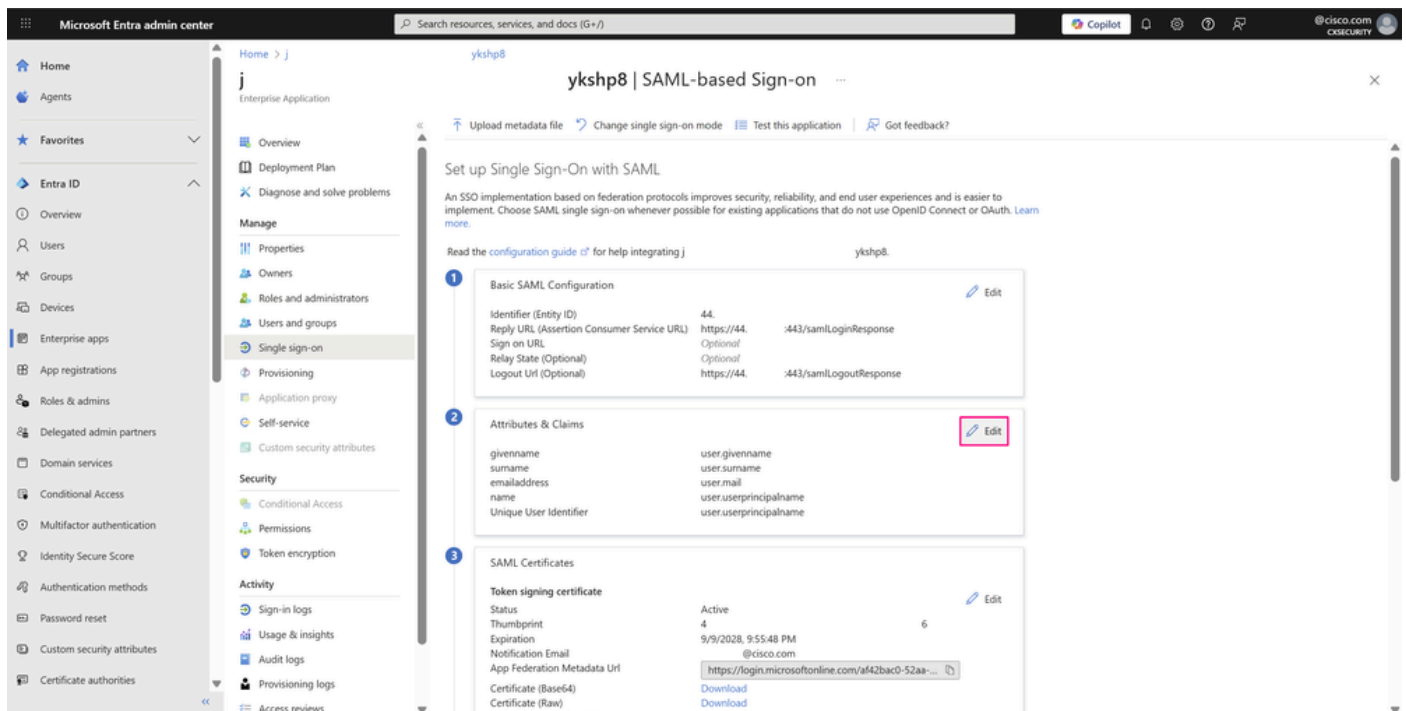 Microsoft Entra admin center
Search resources, services, and docs (G+/)
Copilot
@cisco.com
CXSECURITY
Home
Agents
Favorites
Entra ID
Overview
Users
Groups
Devices
Enterprise apps
App registrations
Roles & admins
Delegated admin partners
Domain services
Conditional Access
Multifactor authentication
Identity Secure Score
Authentication methods
Password reset
Custom security attributes
Certificate authorities
«
Home > j ykshp8
j ykshp8 | SAML-based Sign-on ...
Enterprise Application
«
Overview
Deployment Plan
Diagnose and solve problems
Manage
Properties
Owners
Roles and administrators
Users and groups
Single sign-on
Provisioning
Application proxy
Self-service
Custom security attributes
Security
Conditional Access
Permissions
Token encryption
Activity
Sign-in logs
Usage & insights
Audit logs
Provisioning logs
Access reviews
Upload metadata file Change single sign-on mode Test this application Got feedback?
Set up Single Sign-On with SAML
An SSO implementation based on federation protocols improves security, reliability, and end user experiences and is easier to
implement. Choose SAML single sign-on whenever possible for existing applications that do not use OpenID Connect or OAuth. Learn
more.
Read the configuration guide for help integrating j ykshp8.
1
Basic SAML Configuration
Edit
Identifier (Entity ID) 44.
Reply URL (Assertion Consumer Service URL) https://44. :443/samlLoginResponse
Sign on URL Optional
Relay State (Optional) Optional
Logout Url (Optional) https://44. :443/samlLogoutResponse
2
Attributes & Claims
Edit
givenname user.givenname
surname user.surname
emailaddress user.mail
name user.userprincipalname
Unique User Identifier user.userprincipalname
3
SAML Certificates
Token signing certificate
Edit
Status Active
Thumbprint 4 6
Expiration 9/9/2028, 9:55:48 PM
Notification Email @cisco.com
App Federation Metadata Url https://login.microsoftonline.com/af42bac0-52aa-...
Certificate (Base64) Download
Certificate (Raw) Download